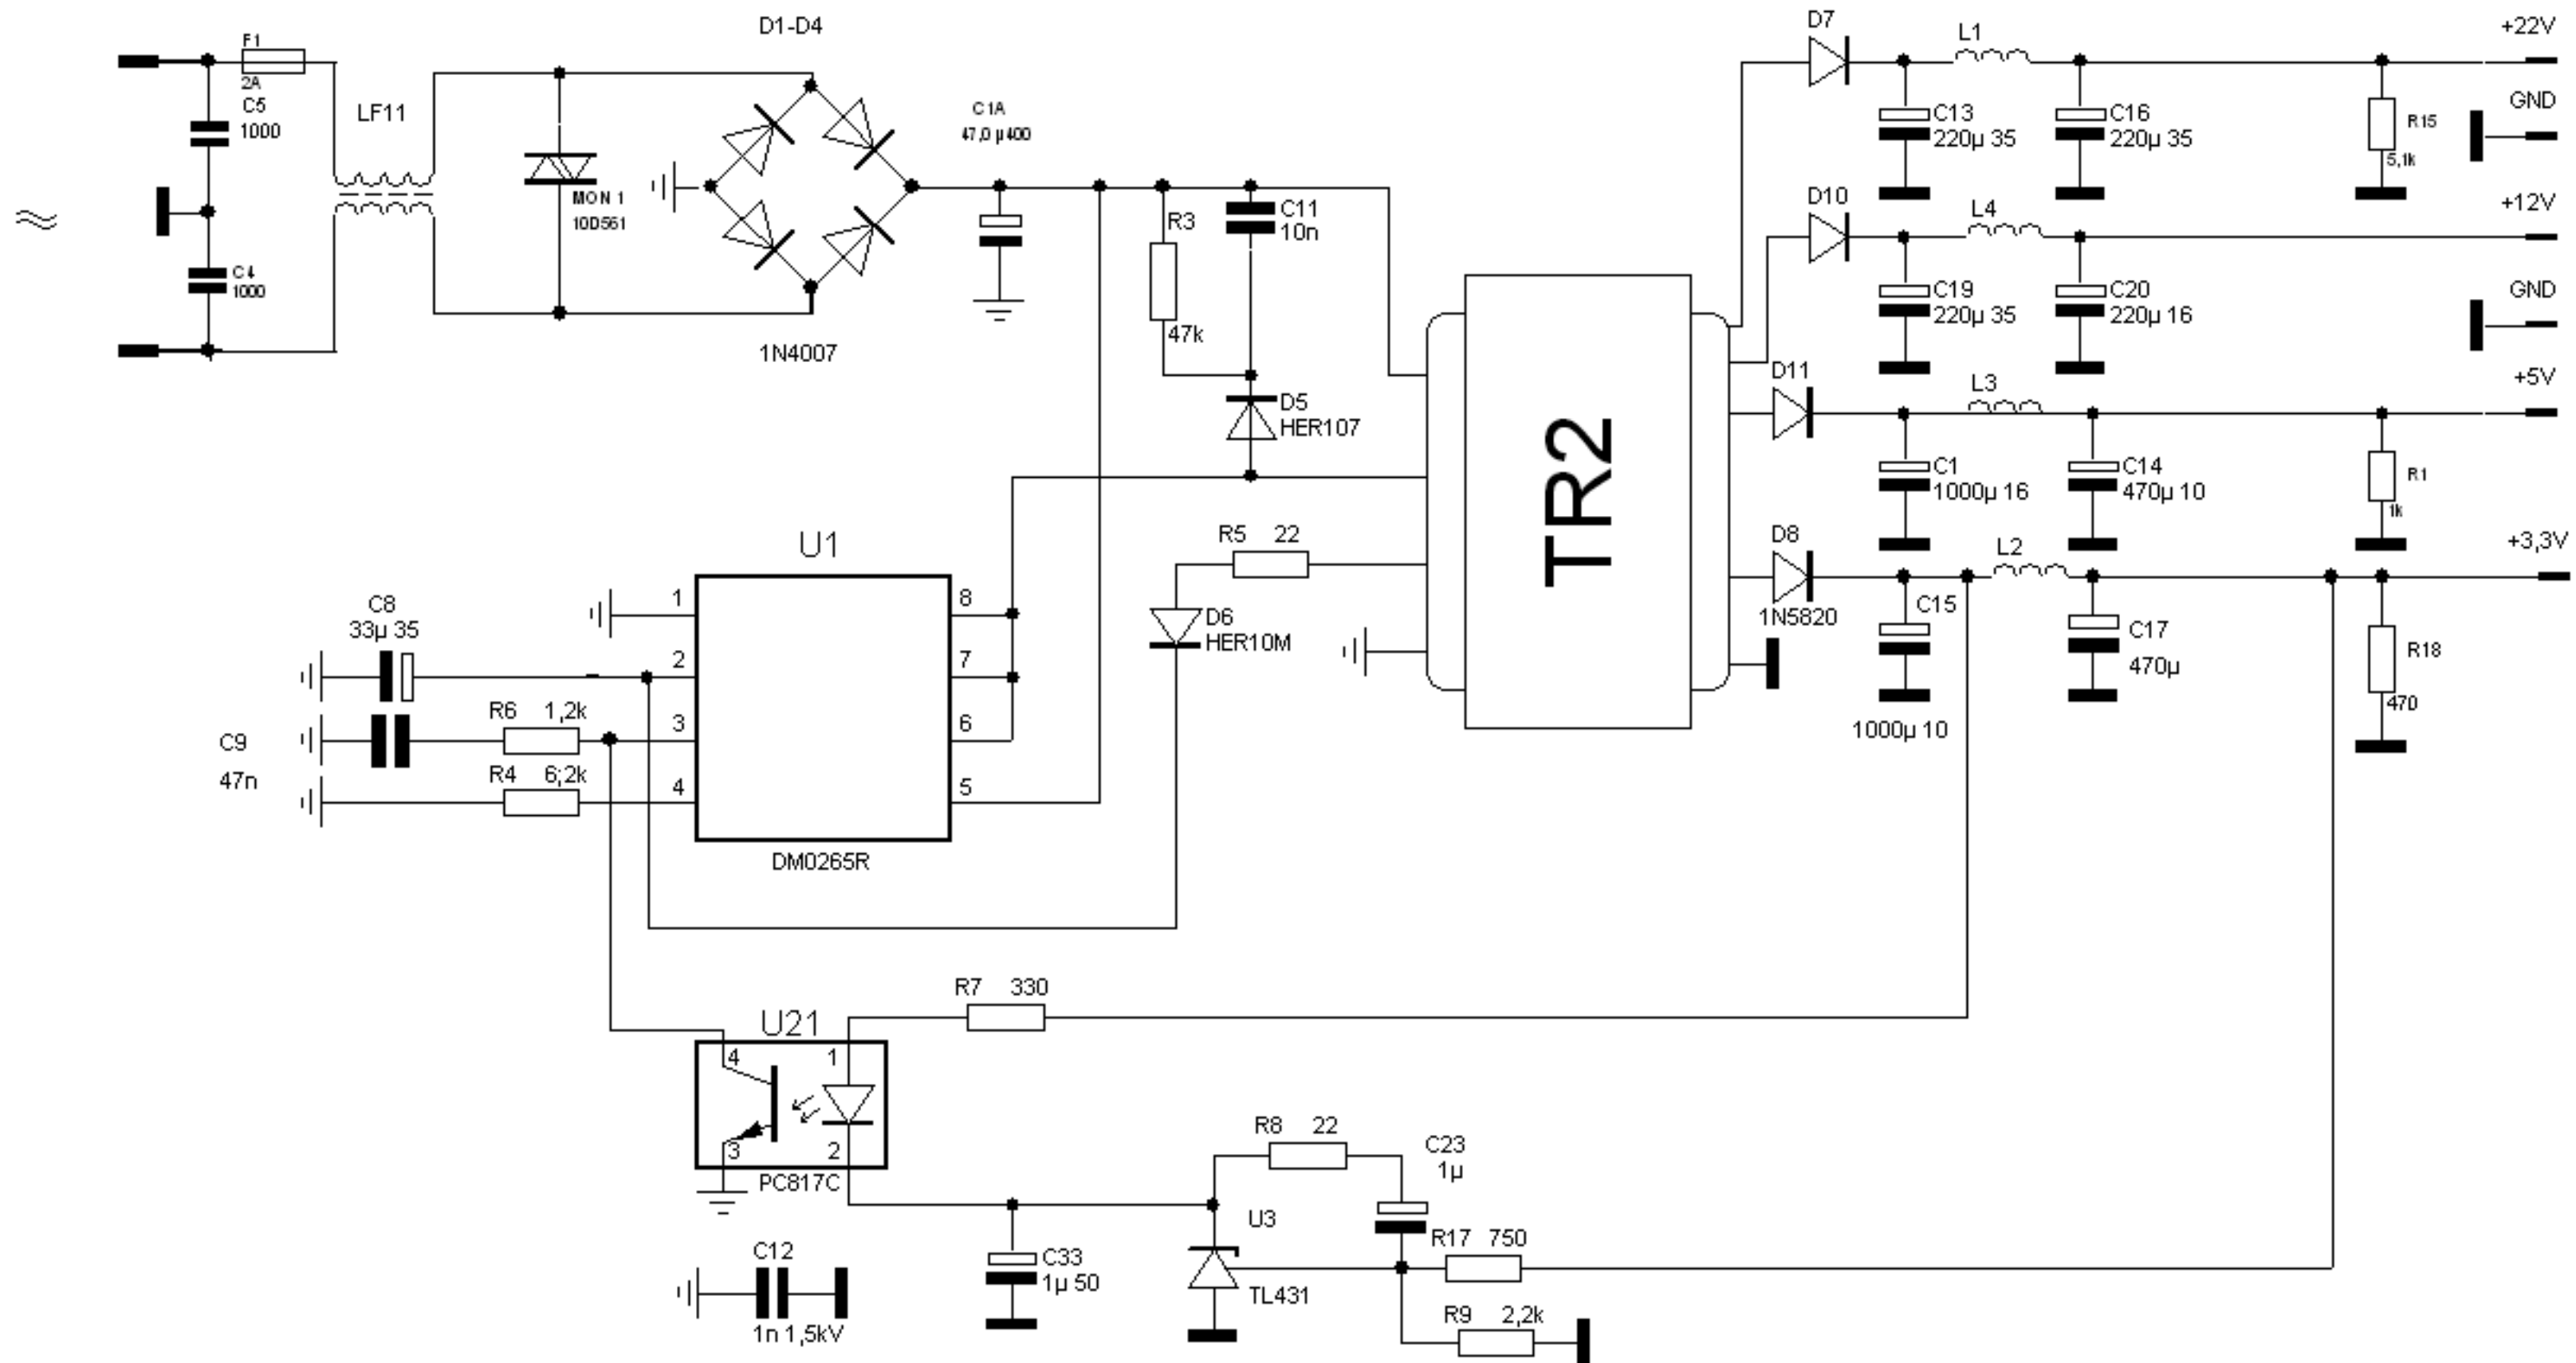 D1-D4
F1
2A
C5
1000
LF11
C4
1000
MON 1
10D561
1N4007
C1A
47,0 µ400
R3
47k
C11
10n
D5
HER107
D7
L1
+22V
C13
220µ 35
C16
220µ 35
R15
5,1k
GND
D10
L4
+12V
C19
220µ 35
C20
220µ 16
GND
D11
L3
+5V
C1
1000µ 16
C14
470µ 10
R1
1k
D8
1N5820
L2
+3,3V
C15
1000µ 10
C17
470µ
R18
470
TR2
R5 22
D6
HER10M
U1
1
2
3
4
8
7
6
5
DM0265R
C8
33µ 35
C9
47n
R6 1,2k
R4 6;2k
R7 330
U21
4
1
3
2
PC817C
C12
1n 1,5kV
C33
1µ 50
R8 22
C23
1µ
U3
TL431
R17 750
R9 2,2k